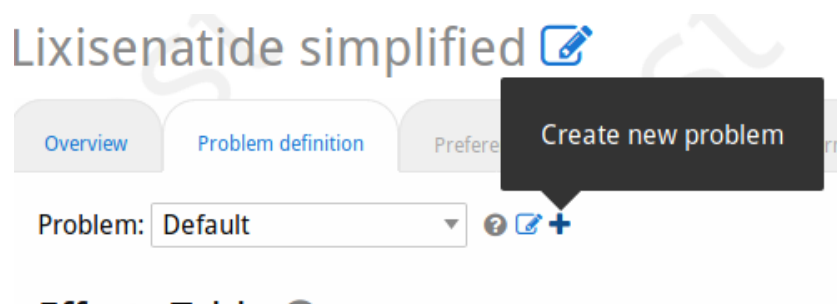 Lixisenatide simplified
Create new problem
Overview Problem definition
Problem: Default